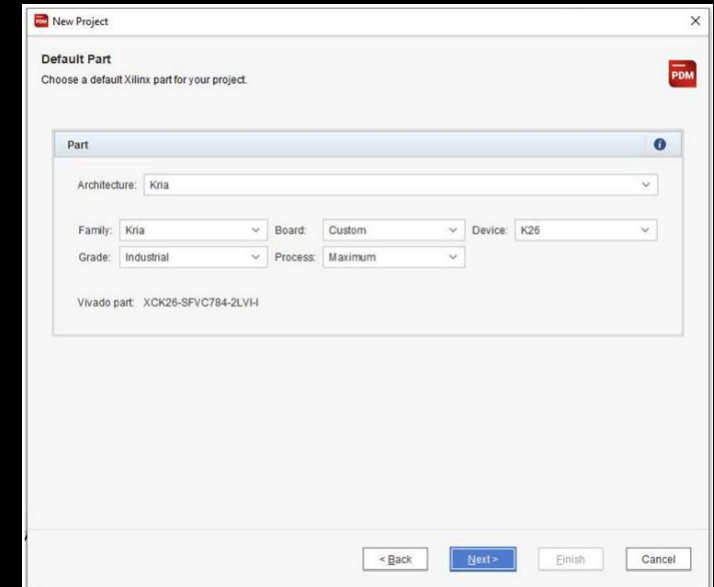 New Project
Default Part
Choose a default Xilinx part for your project.
PDM
Part
Architecture: Kria
Family: Kria Board: Custom Device: K26
Grade: Industrial Process: Maximum
Vivado part: XCK26-SFVC784-2LVI-I
< Back Next > Finish Cancel